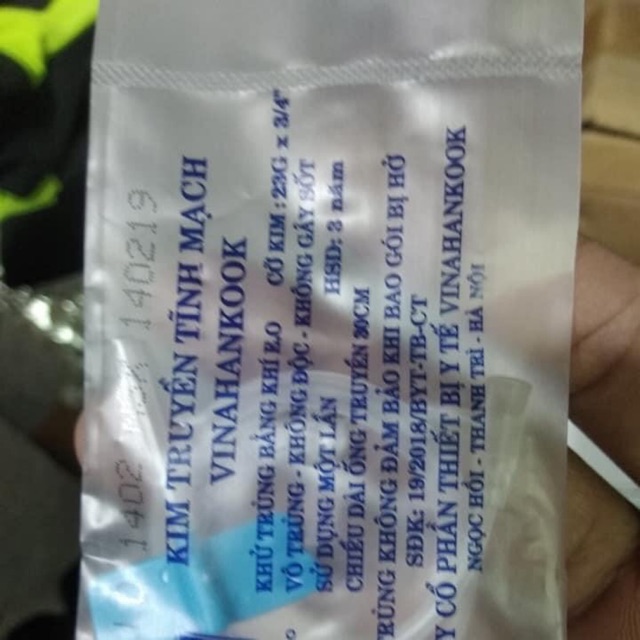 1402 140219
KIM TRUYỀN TĨNH MẠCH
VINAHANKOOK
KHỬ TRÙNG BẰNG KHÍ E.O CỠ KIM : 23G x 3/4"
VÔ TRÙNG - KHÔNG ĐỘC - KHÔNG GÂY SỐT
SỬ DỤNG MỘT LẦN HSD: 3 năm
CHIỀU DÀI ỐNG TRUYỀN 30CM
TRÙNG KHÔNG ĐẢM BẢO KHI BAO GÓI BỊ HỞ
SDK: 19/2018/BYT-TB-CT
Y CỔ PHẦN THIẾT BỊ Y TẾ VINAHANKOOK
NGỌC HỒI - THANH TRÌ - HÀ NỘI